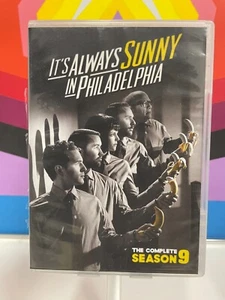 IT'S ALWAYS SUNNY
IN PHILADELPHIA
THE COMPLETE
SEASON 9